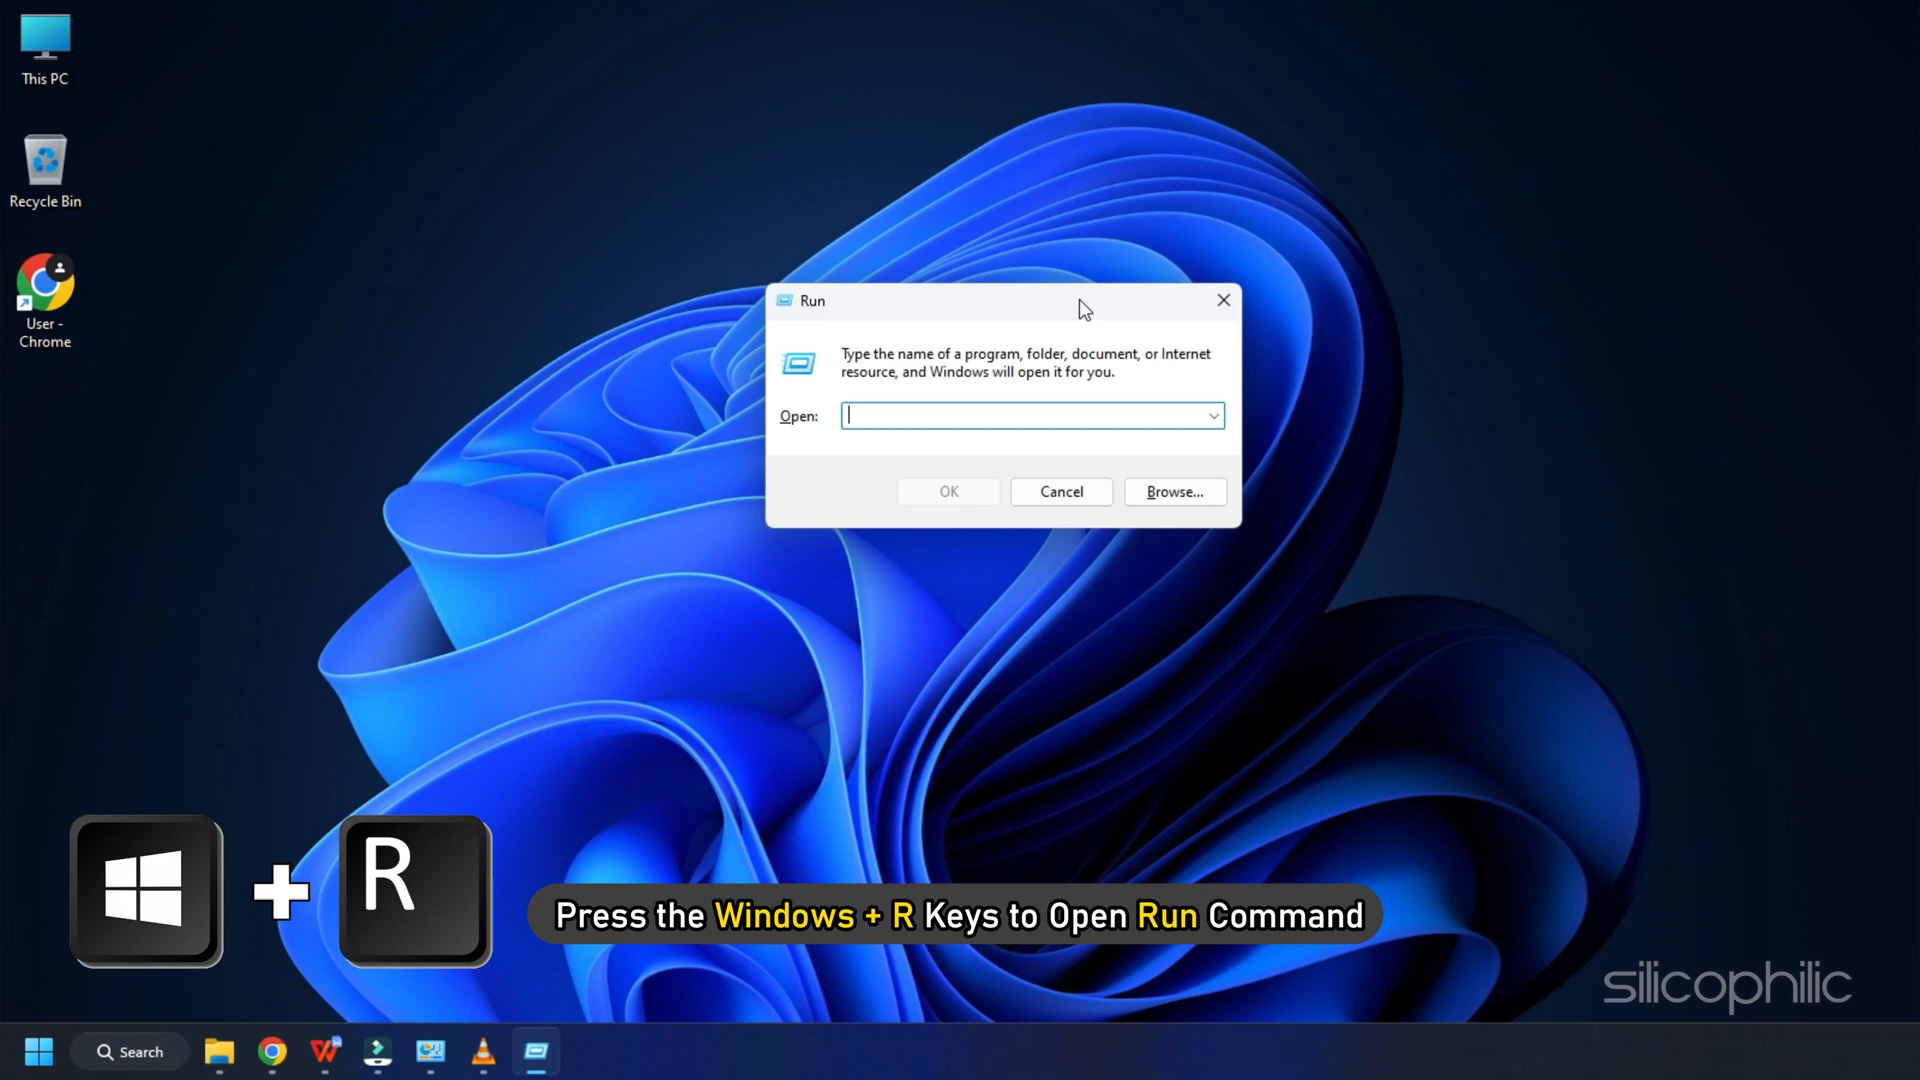 This PC
Recycle Bin
User -
Chrome
Run
Type the name of a program, folder, document, or Internet
resource, and Windows will open it for you.
Open:
OK
Cancel
Browse...
R
Press the Windows + R Keys to Open Run Command
silicophilic
Search